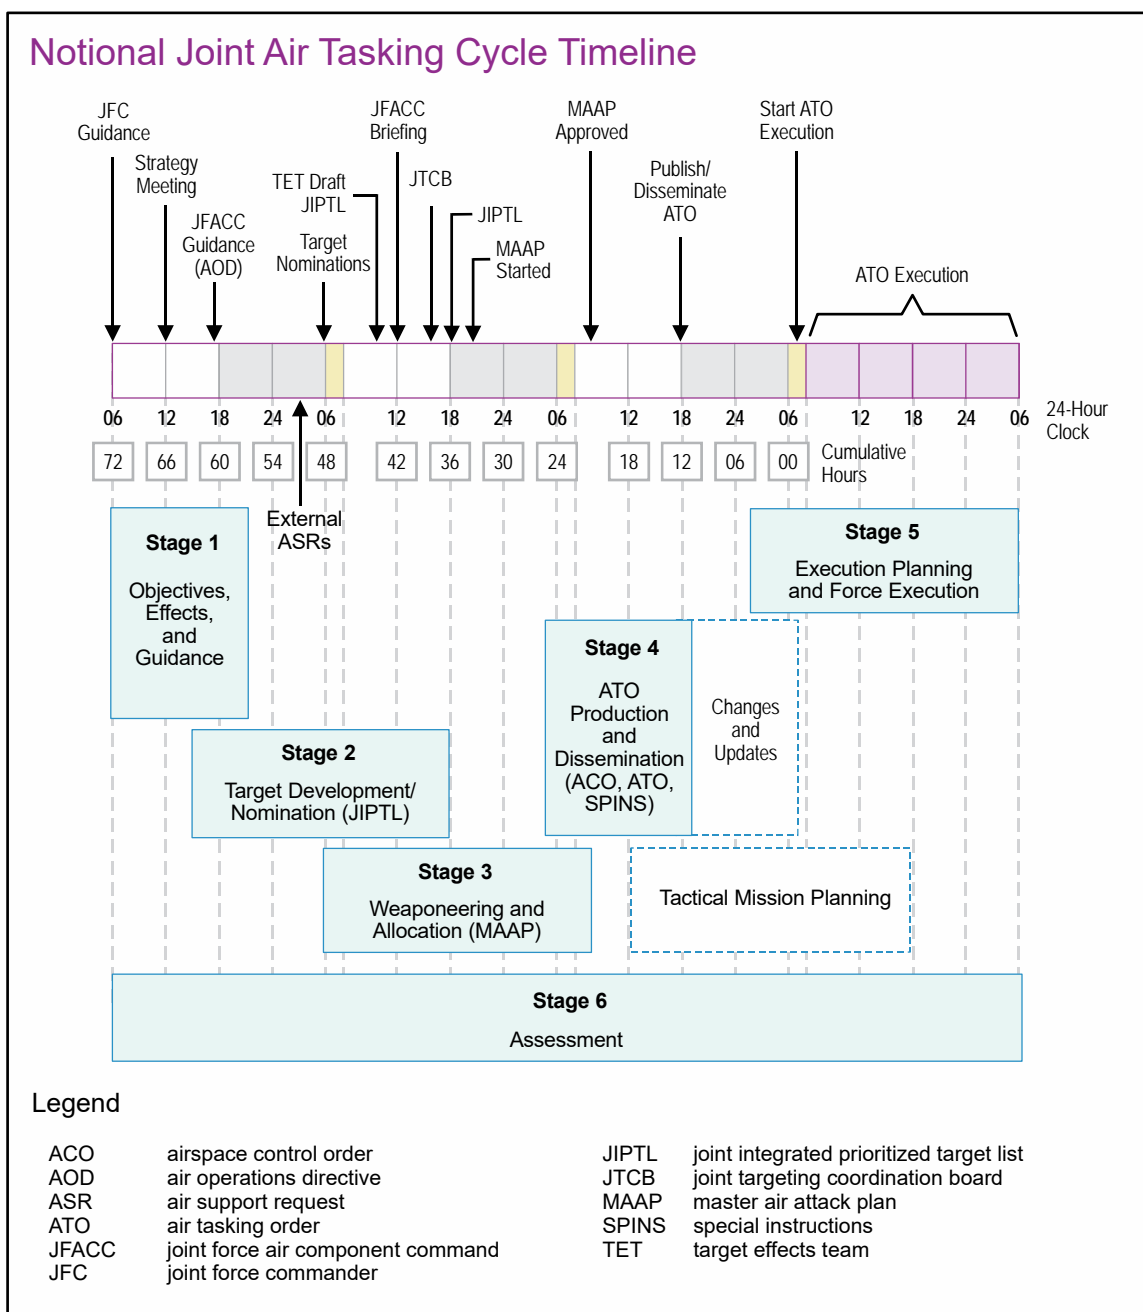 Notional Joint Air Tasking Cycle Timeline
JFC
Guidance
Strategy
Meeting
JFACC
Guidance
(AOD)
TET Draft
JIPTL
Target
Nominations
JFACC
Briefing
JTCB
JIPTL
MAAP
Started
MAAP
Approved
Publish/
Disseminate
ATO
Start ATO
Execution
ATO Execution
06 12 18 24 06 12 18 24 06 12 18 24 06 12 18 24 06
24-Hour
Clock
72 66 60 54 48 42 36 30 24 18 12 06 00
Cumulative
Hours
External
ASRs
Stage 1
Objectives,
Effects,
and
Guidance
Stage 5
Execution Planning
and Force Execution
Stage 4
ATO
Production
and
Dissemination
(ACO, ATO,
SPINS)
Changes
and
Updates
Stage 2
Target Development/
Nomination (JIPTL)
Stage 3
Weaponeering and
Allocation (MAAP)
Tactical Mission Planning
Stage 6
Assessment
Legend
ACO airspace control order
AOD air operations directive
ASR air support request
ATO air tasking order
JFACC joint force air component command
JFC joint force commander
JIPTL joint integrated prioritized target list
JTCB joint targeting coordination board
MAAP master air attack plan
SPINS special instructions
TET target effects team